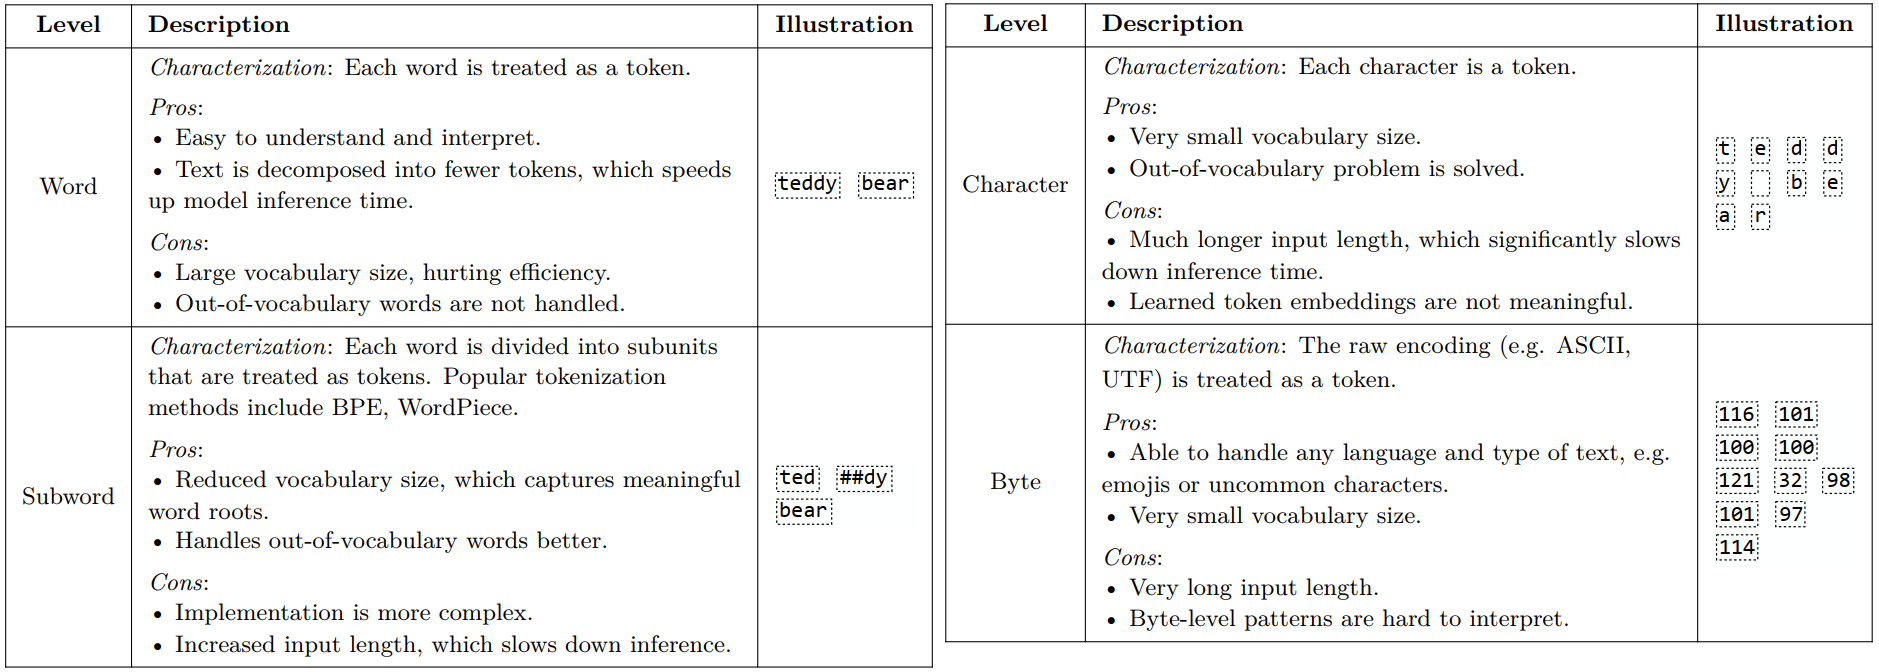 Level Description Illustration
Word
Characterization: Each word is treated as a token.
Pros:
• Easy to understand and interpret.
• Text is decomposed into fewer tokens, which speeds
up model inference time.
Cons:
• Large vocabulary size, hurting efficiency.
• Out-of-vocabulary words are not handled.
teddy bear
Subword
Characterization: Each word is divided into subunits
that are treated as tokens. Popular tokenization
methods include BPE, WordPiece.
Pros:
• Reduced vocabulary size, which captures meaningful
word roots.
• Handles out-of-vocabulary words better.
Cons:
• Implementation is more complex.
• Increased input length, which slows down inference.
ted ##dy
bear
Level Description Illustration
Character
Characterization: Each character is a token.
Pros:
• Very small vocabulary size.
• Out-of-vocabulary problem is solved.
Cons:
• Much longer input length, which significantly slows
down inference time.
• Learned token embeddings are not meaningful.
t e d d
y b e
a r
Byte
Characterization: The raw encoding (e.g. ASCII,
UTF) is treated as a token.
Pros:
• Able to handle any language and type of text, e.g.
emojis or uncommon characters.
• Very small vocabulary size.
Cons:
• Very long input length.
• Byte-level patterns are hard to interpret.
116 101
100 100
121 32 98
101 97
114